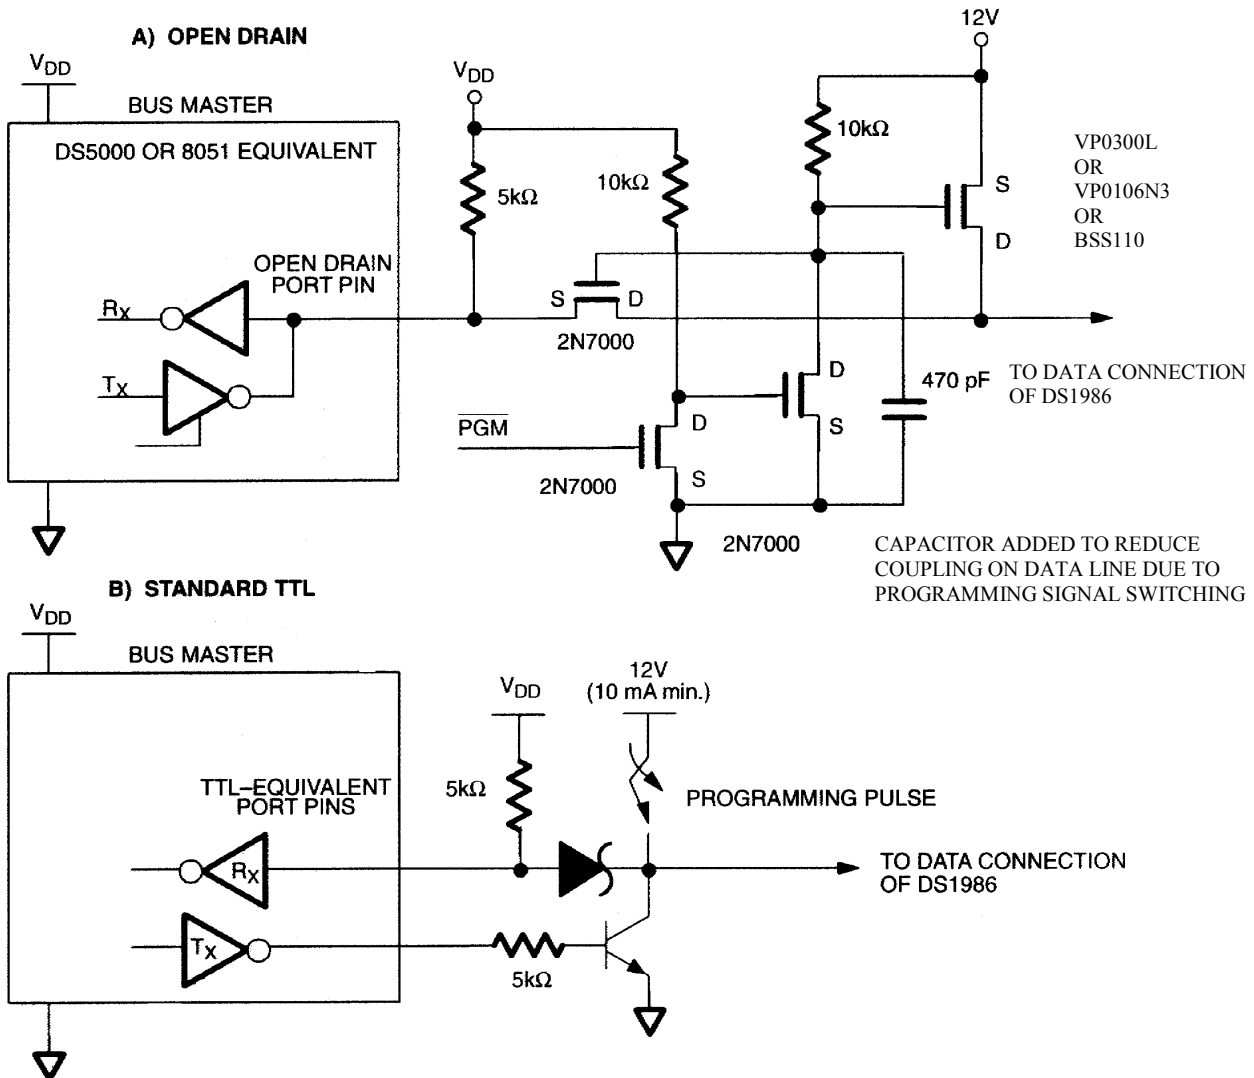 A) OPEN DRAIN
VDD
BUS MASTER
DS5000 OR 8051 EQUIVALENT
OPEN DRAIN
PORT PIN
RX
TX
VDD
5kΩ
10kΩ
12V
10kΩ
S
D
VP0300L
OR
VP0106N3
OR
BSS110
S
D
2N7000
D
S
470 pF
TO DATA CONNECTION
OF DS1986
PGM
D
S
2N7000
2N7000
CAPACITOR ADDED TO REDUCE
COUPLING ON DATA LINE DUE TO
PROGRAMMING SIGNAL SWITCHING
B) STANDARD TTL
VDD
BUS MASTER
TTL–EQUIVALENT
PORT PINS
RX
TX
VDD
5kΩ
12V
(10 mA min.)
PROGRAMMING PULSE
TO DATA CONNECTION
OF DS1986
5kΩ